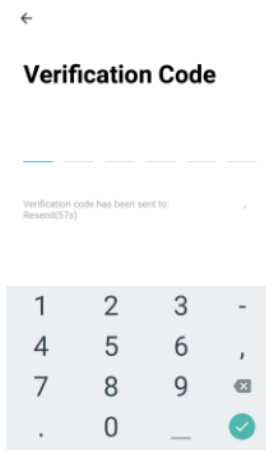 Verification Code
Verification code has been sent to:
Resend(57s)
1 2 3 -
4 5 6 ,
7 8 9
. 0 _